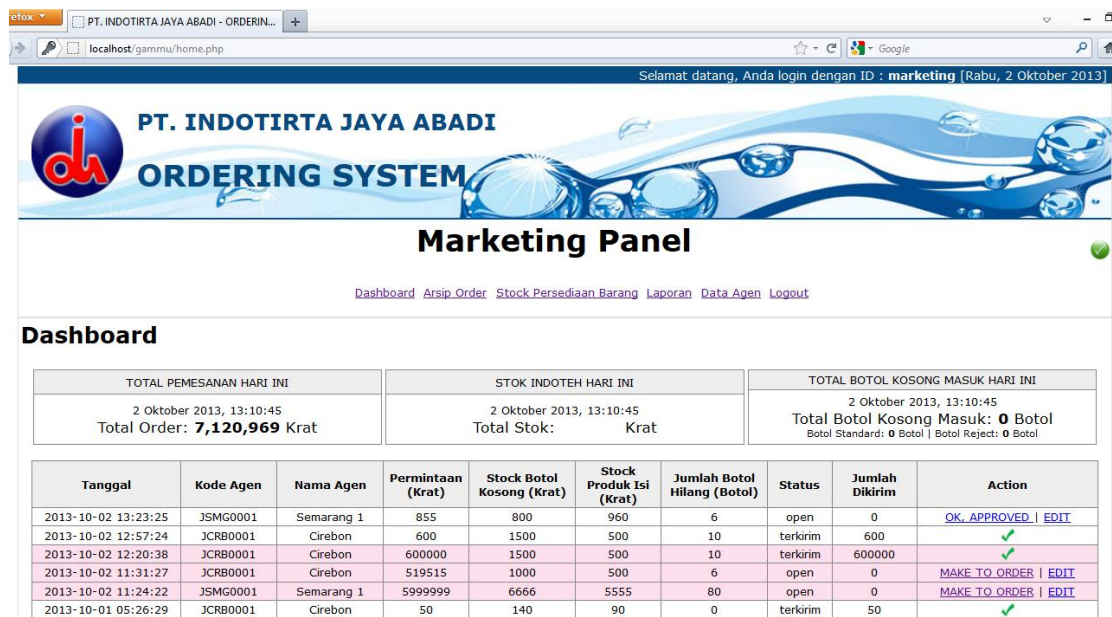 PT. INDOTIRTA JAYA ABADI - ORDERIN...
localhost/gammu/home.php
Google
Selamat datang, Anda login dengan ID : marketing [Rabu, 2 Oktober 2013]
PT. INDOTIRTA JAYA ABADI
ORDERING SYSTEM
Marketing Panel
Dashboard Arsip Order Stock Persediaan Barang Laporan Data Agen Logout
Dashboard
TOTAL PEMESANAN HARI INI
2 Oktober 2013, 13:10:45
Total Order: 7,120,969 Krat
STOK INDOTEH HARI INI
2 Oktober 2013, 13:10:45
Total Stok: Krat
TOTAL BOTOL KOSONG MASUK HARI INI
2 Oktober 2013, 13:10:45
Total Botol Kosong Masuk: 0 Botol
Botol Standard: 0 Botol | Botol Reject: 0 Botol
Tanggal Kode Agen Nama Agen Permintaan (Krat) Stock Botol Kosong (Krat) Stock Produk Isi (Krat) Jumlah Botol Hilang (Botol) Status Jumlah Dikirim Action
2013-10-02 13:23:25 JSMG0001 Semarang 1 855 800 960 6 open 0 OK, APPROVED | EDIT
2013-10-02 12:57:24 JCRB0001 Cirebon 600 1500 500 10 terkirim 600
2013-10-02 12:20:38 JCRB0001 Cirebon 600000 1500 500 10 terkirim 600000
2013-10-02 11:31:27 JCRB0001 Cirebon 519515 1000 500 6 open 0 MAKE TO ORDER | EDIT
2013-10-02 11:24:22 JSMG0001 Semarang 1 5999999 6666 5555 80 open 0 MAKE TO ORDER | EDIT
2013-10-01 05:26:29 JCRB0001 Cirebon 50 140 90 0 terkirim 50